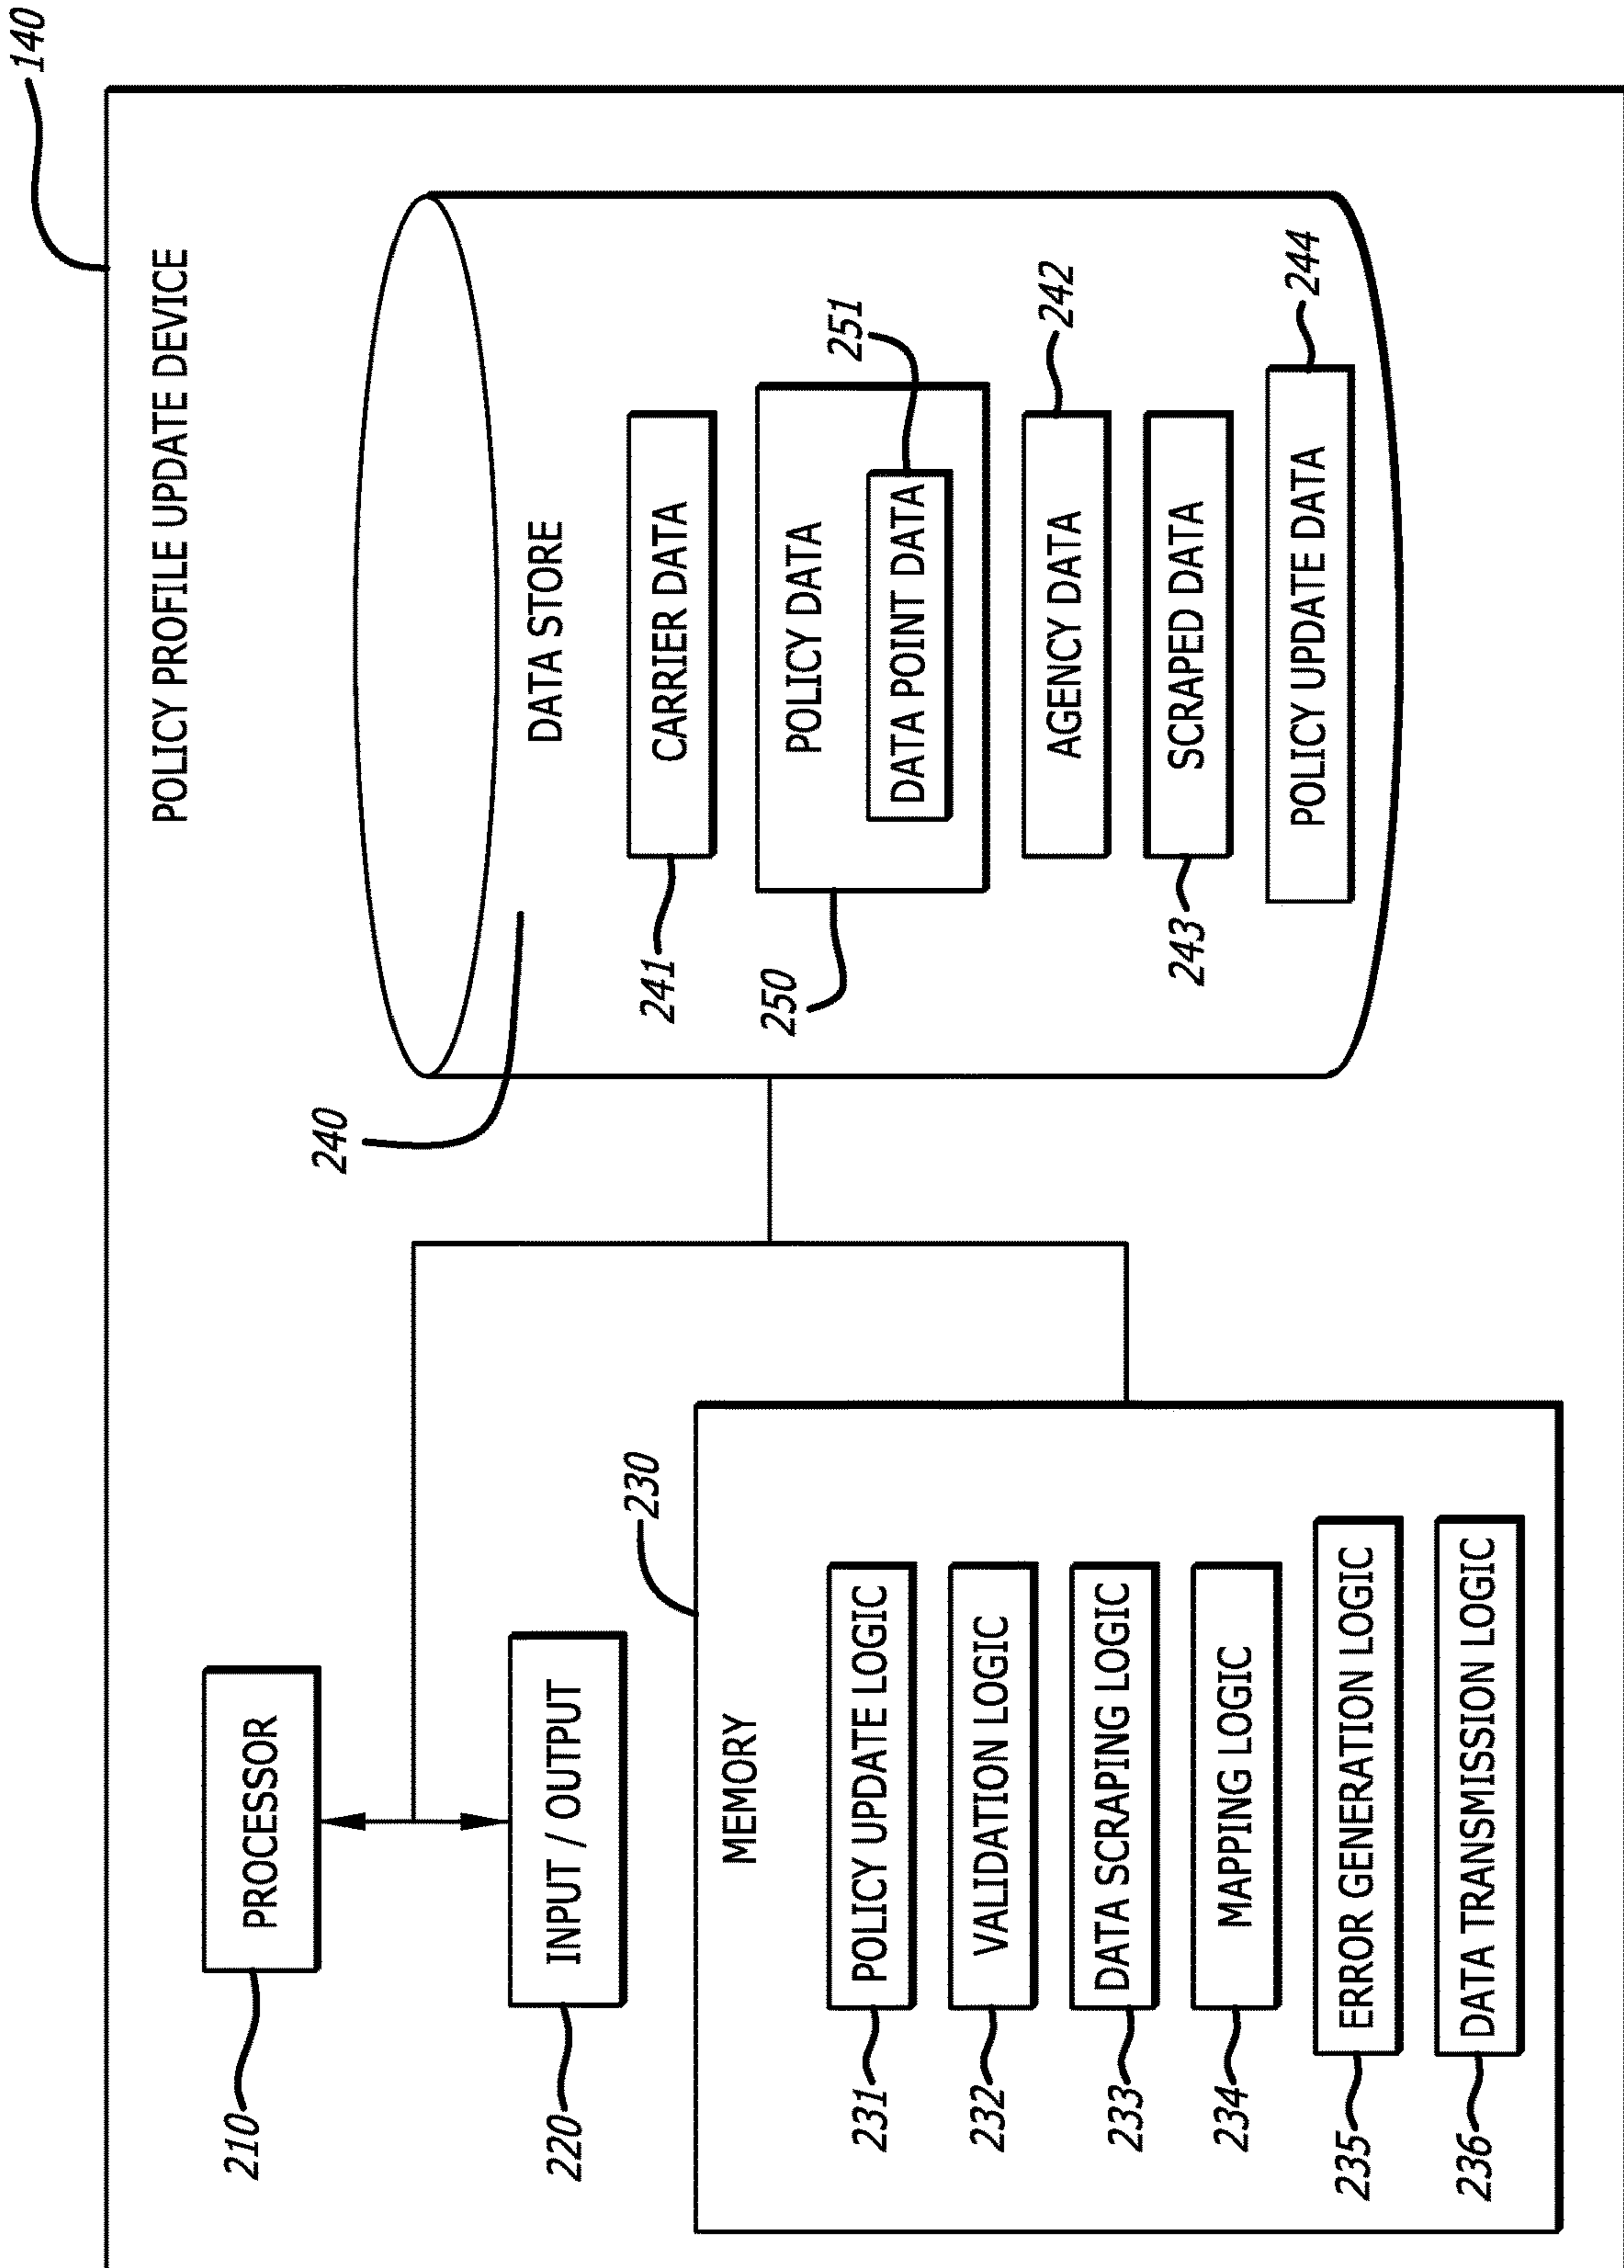 140
POLICY PROFILE UPDATE DEVICE
210
PROCESSOR
220
INPUT / OUTPUT
230
MEMORY
231
POLICY UPDATE LOGIC
232
VALIDATION LOGIC
233
DATA SCRAPING LOGIC
234
MAPPING LOGIC
235
ERROR GENERATION LOGIC
236
DATA TRANSMISSION LOGIC
240
DATA STORE
241
CARRIER DATA
250
POLICY DATA
251
DATA POINT DATA
242
AGENCY DATA
243
SCRAPED DATA
244
POLICY UPDATE DATA